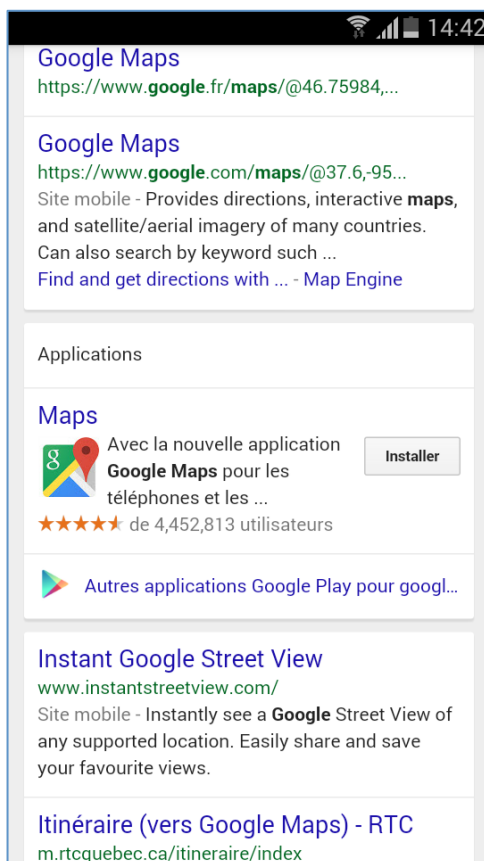 14:42
Google Maps
https://www.google.fr/maps/@46.75984,...
Google Maps
https://www.google.com/maps/@37.6,-95...
Site mobile - Provides directions, interactive maps,
and satellite/aerial imagery of many countries.
Can also search by keyword such ...
Find and get directions with ... - Map Engine
Applications
Maps
g
Avec la nouvelle application
Google Maps pour les
téléphones et les ...
Installer
de 4,452,813 utilisateurs
Autres applications Google Play pour googl...
Instant Google Street View
www.instantstreetview.com/
Site mobile - Instantly see a Google Street View of
any supported location. Easily share and save
your favourite views.
Itinéraire (vers Google Maps) - RTC
m.rtcquebec.ca/itineraire/index